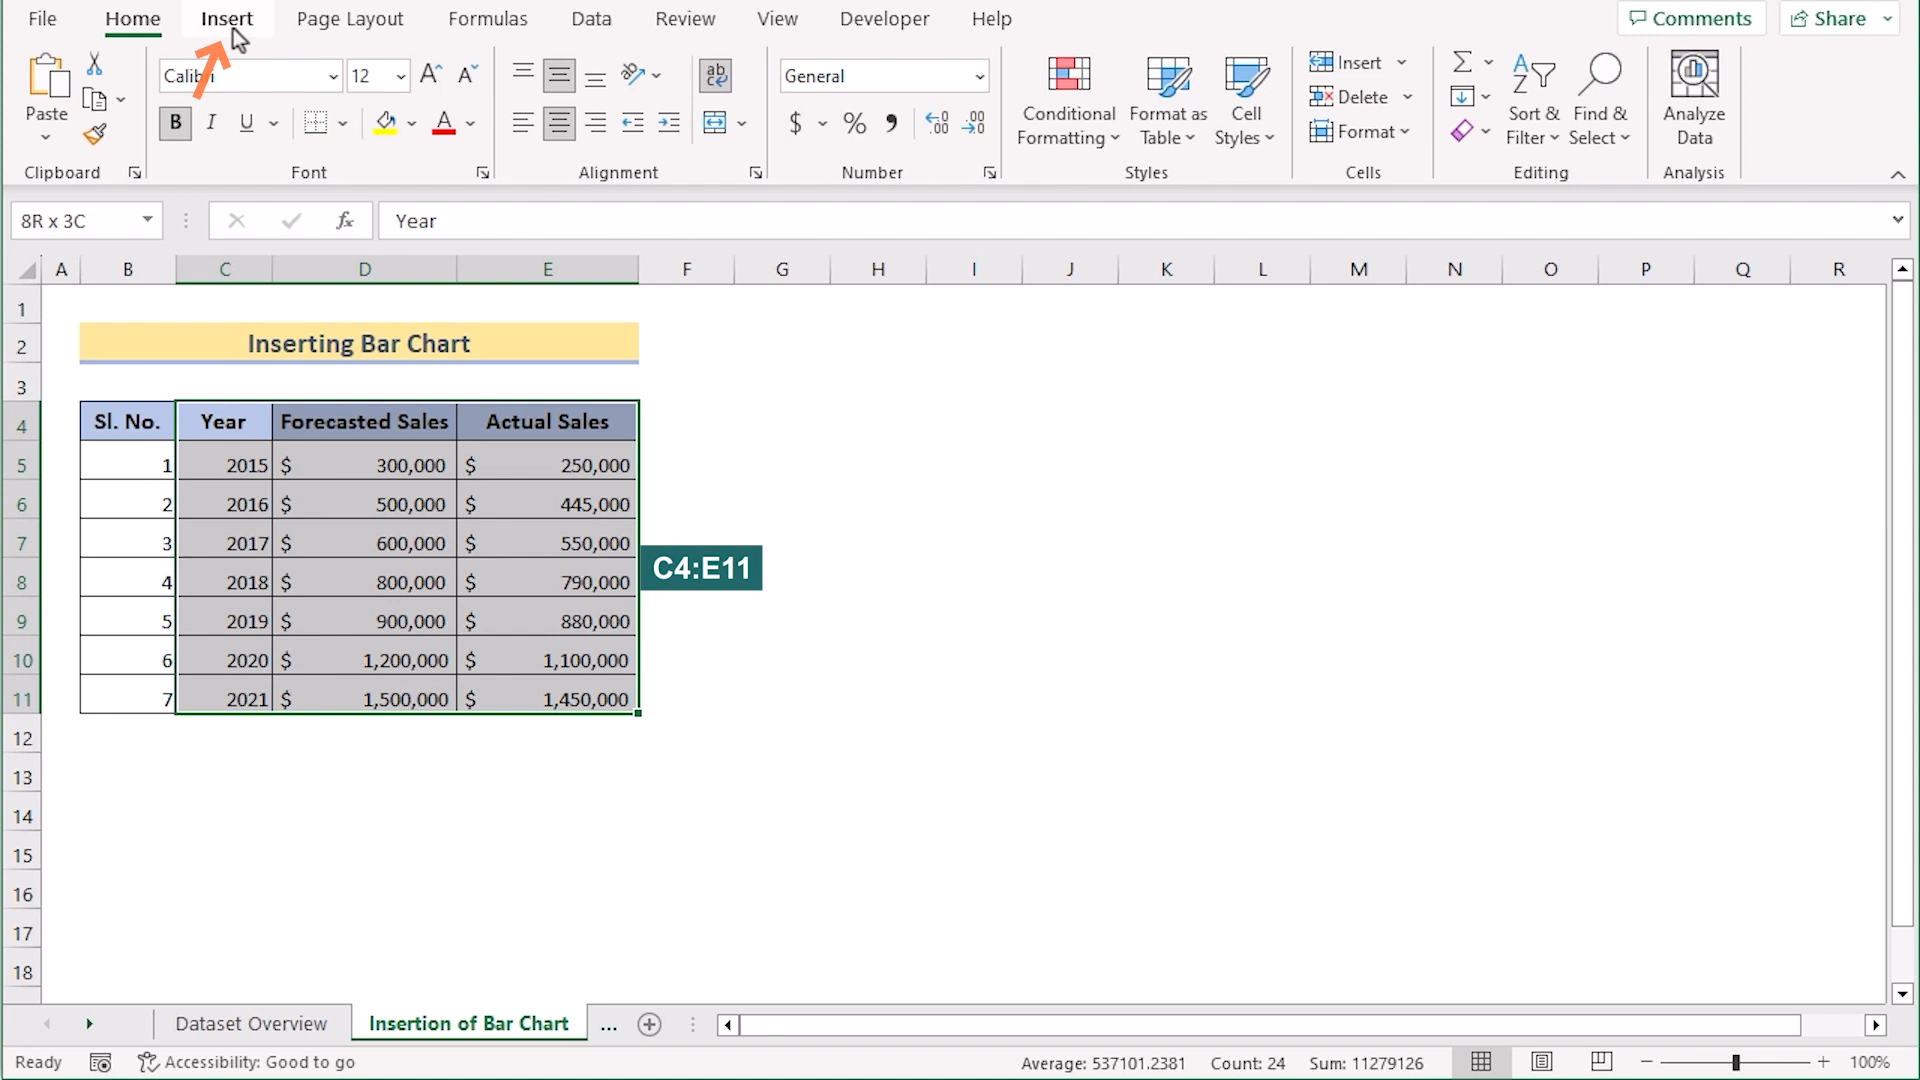 File Home Insert Page Layout Formulas Data Review View Developer Help Comments Share
Calibri 12 General Insert
Delete
Paste Conditional Formatting Format as Table Cell Styles Format Sort & Filter Find & Select Analyze Data
B I U $ %
Clipboard Font Alignment Number Styles Cells Editing Analysis
8R x 3C fx Year
A B C D E F G H I J K L M N O P Q R
1
2 Inserting Bar Chart
3
4 Sl. No. Year Forecasted Sales Actual Sales
5 1 2015 $ 300,000 $ 250,000
6 2 2016 $ 500,000 $ 445,000
7 3 2017 $ 600,000 $ 550,000
C4:E11
8 4 2018 $ 800,000 $ 790,000
9 5 2019 $ 900,000 $ 880,000
10 6 2020 $ 1,200,000 $ 1,100,000
11 7 2021 $ 1,500,000 $ 1,450,000
12
13
14
15
16
17
18
Dataset Overview Insertion of Bar Chart ...
Ready Accessibility: Good to go Average: 537101.2381 Count: 24 Sum: 11279126 100%